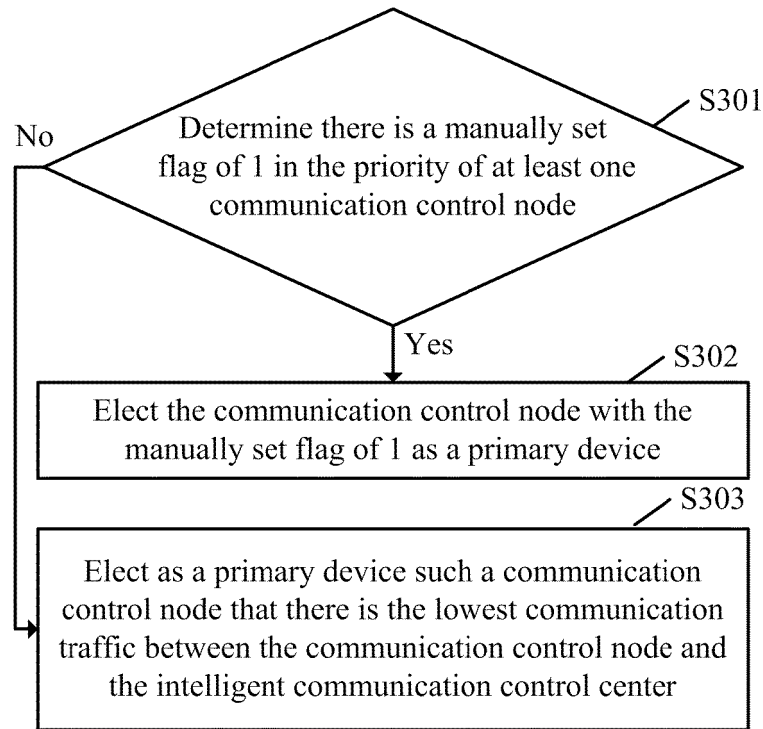 S301
No
Determine there is a manually set
flag of 1 in the priority of at least one
communication control node
Yes
S302
Elect the communication control node with the
manually set flag of 1 as a primary device
S303
Elect as a primary device such a communication
control node that there is the lowest communication
traffic between the communication control node and
the intelligent communication control center